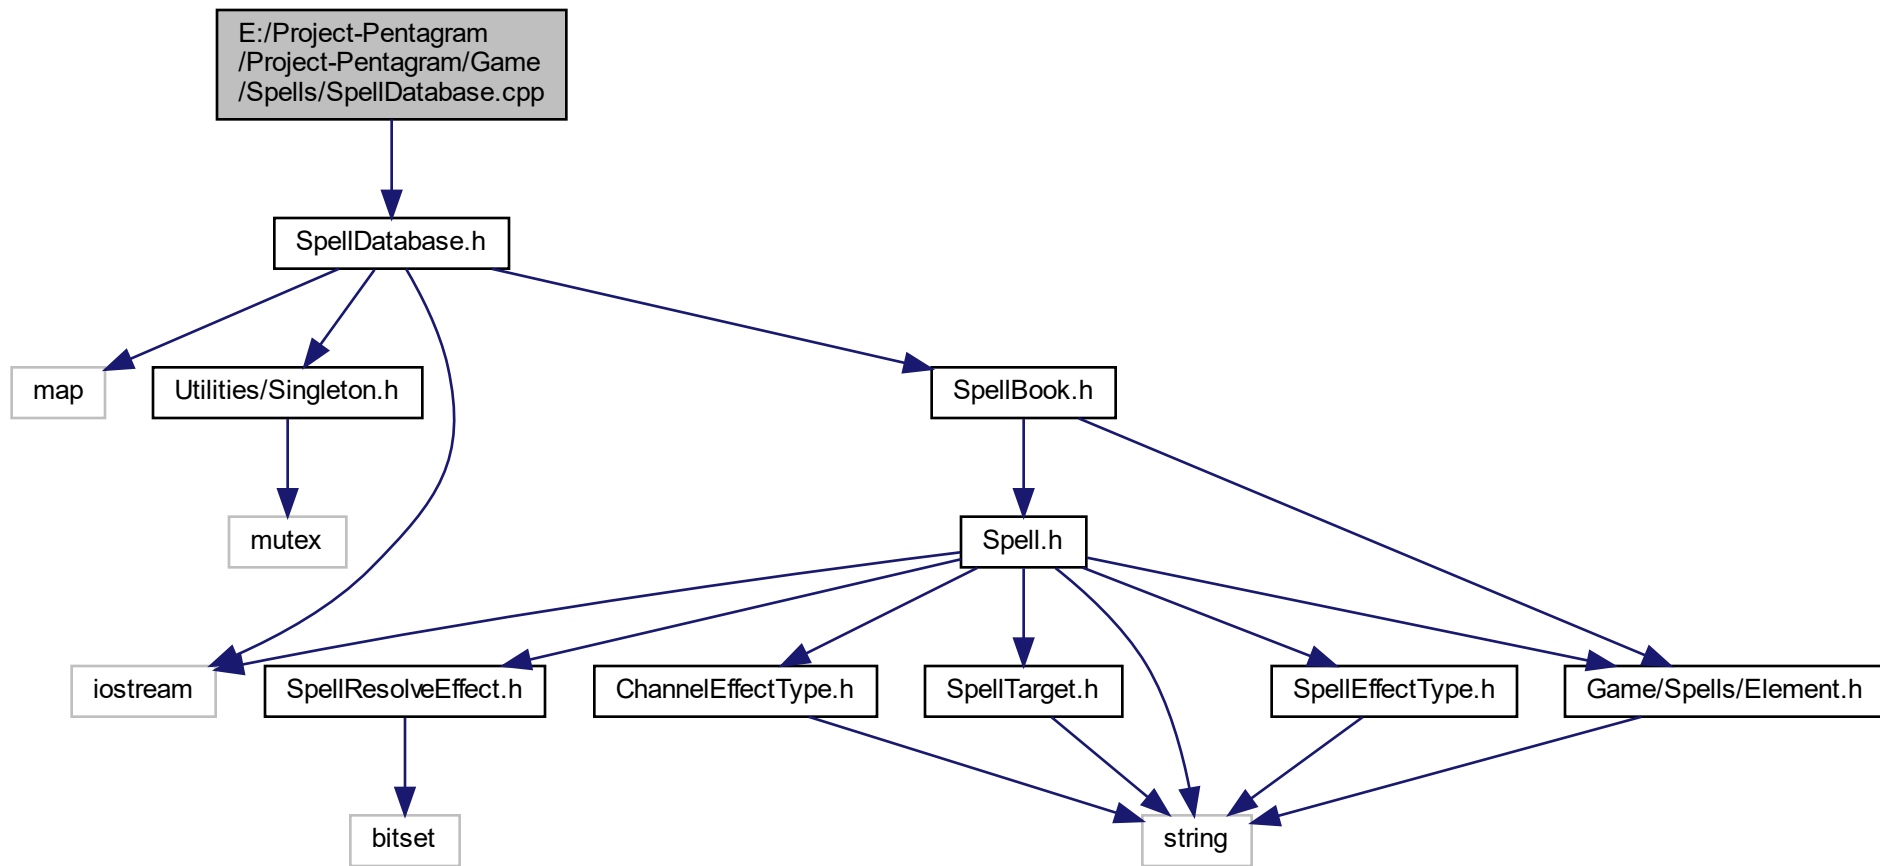 E:/Project-Pentagram
/Project-Pentagram/Game
/Spells/SpellDatabase.cpp
SpellDatabase.h
map
Utilities/Singleton.h
SpellBook.h
mutex
Spell.h
iostream
SpellResolveEffect.h
ChannelEffectType.h
SpellTarget.h
SpellEffectType.h
Game/Spells/Element.h
bitset
string